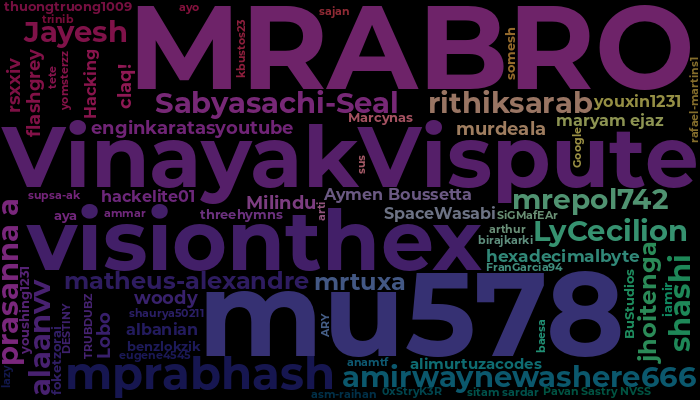 thuongtruong1009
ayo
sajan
trinib
Jayesh
MRABRO
kbustos23
somesh
rsxxiv
flashgrey
tete
yomsterzz
Hacking
claq!
rafael-martins1
Sabyasachi-Seal
rithiksarab
youxin1231
Marcynas
maryam ejaz
enginkaratasyoutube
murdeala
Google
VinayakVispute
sus
supsa-ak
hackelite01
Milindu
Aymen Boussetta
mrepol742
prasanna a
aya
ammar
threehymns
arti
SpaceWasabi
SiGMafEAr
visionthex
arthur
LyCecilion
birajkarki
hexadecimalbyte
FranGarcia94
youshing1231
alaanvv
matheus-alexandre
mrtuxa
mu578
BuStudios
jhoitenga
iamir
shashi
woody
shaurya50211
DESTINY
TRUBDUBZ
Lobo
albanian
ARY
baesa
benzlokzik
eugene4545
lazy
mprabhash
anamtf
alimurtuzacodes
amirwaynewashere666
asm-raihan
0xStryK3R
sitam sardar
Pavan Sastry NVSS